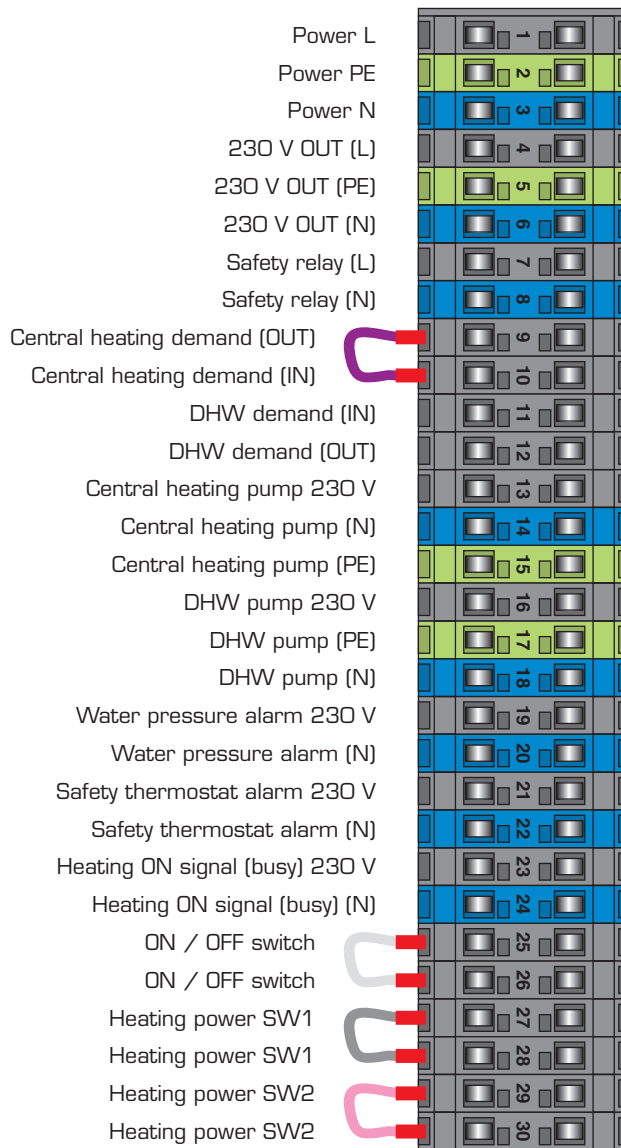 Power L 1
Power PE 2
Power N 3
230 V OUT (L) 4
230 V OUT (PE) 5
230 V OUT (N) 6
Safety relay (L) 7
Safety relay (N) 8
Central heating demand (OUT) 9
Central heating demand (IN) 10
DHW demand (IN) 11
DHW demand (OUT) 12
Central heating pump 230 V 13
Central heating pump (N) 14
Central heating pump (PE) 15
DHW pump 230 V 16
DHW pump (PE) 17
DHW pump (N) 18
Water pressure alarm 230 V 19
Water pressure alarm (N) 20
Safety thermostat alarm 230 V 21
Safety thermostat alarm (N) 22
Heating ON signal (busy) 230 V 23
Heating ON signal (busy) (N) 24
ON / OFF switch 25
ON / OFF switch 26
Heating power SW1 27
Heating power SW1 28
Heating power SW2 29
Heating power SW2 30